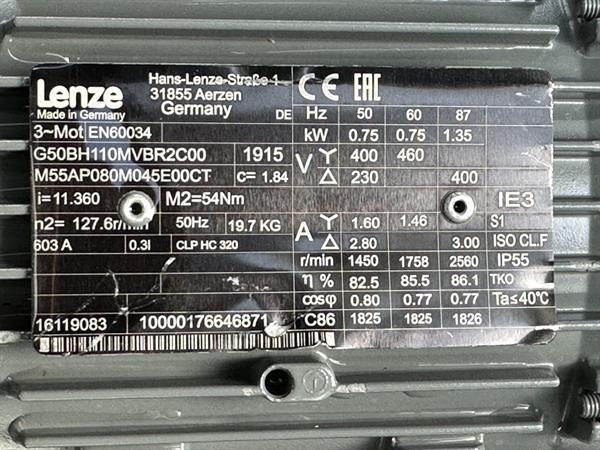 Lenze
Made in Germany
Hans-Lenze-Straße 1
31855 Aerzen
Germany
DE
3~Mot EN60034
G50BH110MVBR2C00 1915
M55AP080M045E00CT c= 1.84
i=11.360 M2=54Nm
n2= 127.6r/min 50Hz 19.7 KG
603 A 0.3l CLP HC 320
16119083 10000176646871
CE EAC
Hz 50 60 87
kW 0.75 0.75 1.35
V Y 400 460
△ 230 400
IE3
A Y 1.60 1.46 S1
△ 2.80 3.00 ISO CL.F
r/min 1450 1758 2560 IP55
η % 82.5 85.5 86.1 TKO
cosφ 0.80 0.77 0.77 Ta≤40°C
C86 1825 1825 1826